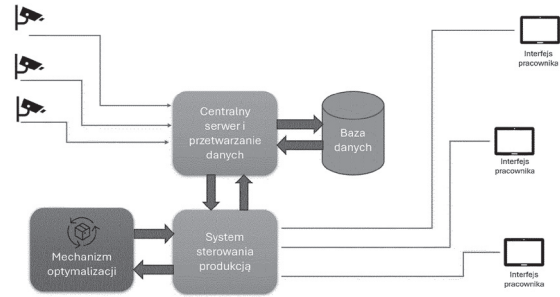 Interfejs
pracownika
Centralny
serwer i
przetwarzanie
danych
Baza
danych
Interfejs
pracownika
Mechanizm
optymalizacji
System
sterowania
produkcją
Interfejs
pracownika